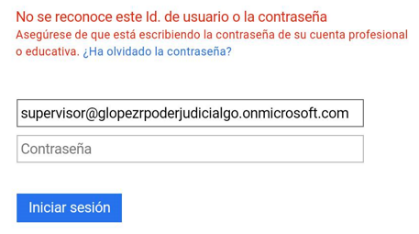 No se reconoce este Id. de usuario o la contraseña
Asegúrese de que está escribiendo la contraseña de su cuenta profesional
o educativa. ¿Ha olvidado la contraseña?
supervisor@glopezrpoderjudicialgo.onmicrosoft.com
Contraseña
Iniciar sesión